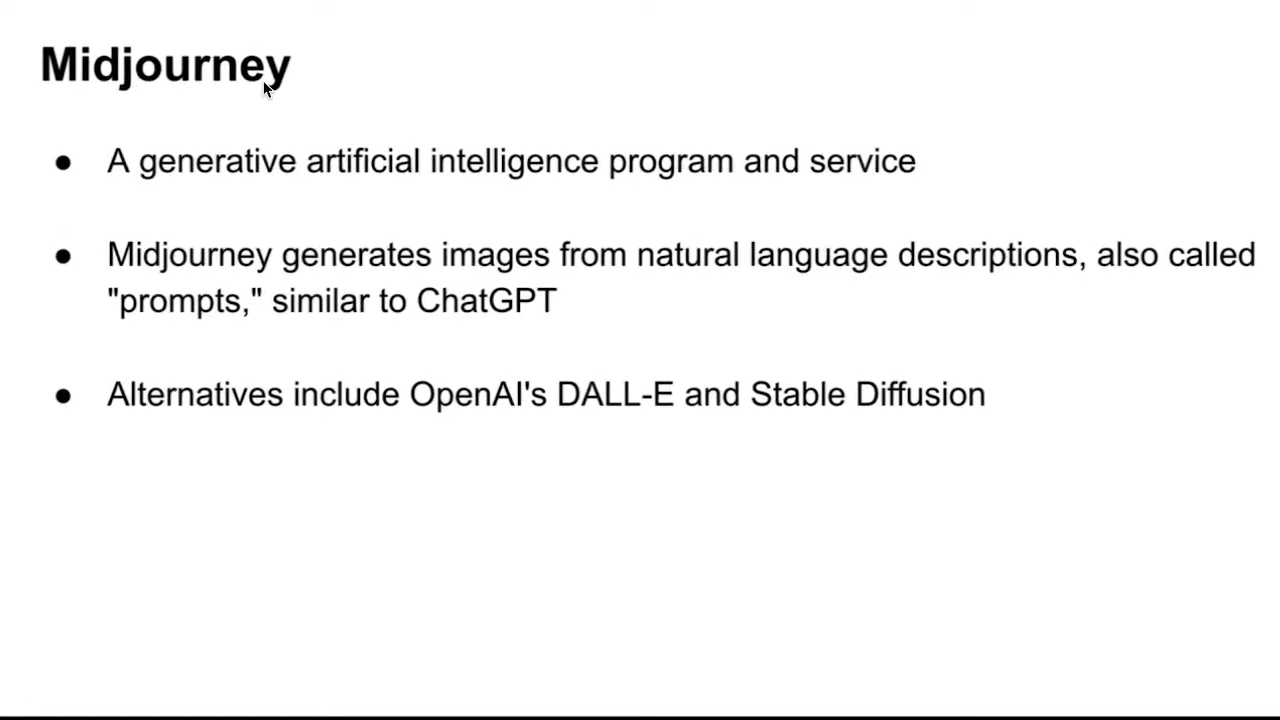 Midjourney
● A generative artificial intelligence program and service
● Midjourney generates images from natural language descriptions, also called
"prompts," similar to ChatGPT
● Alternatives include OpenAI's DALL-E and Stable Diffusion